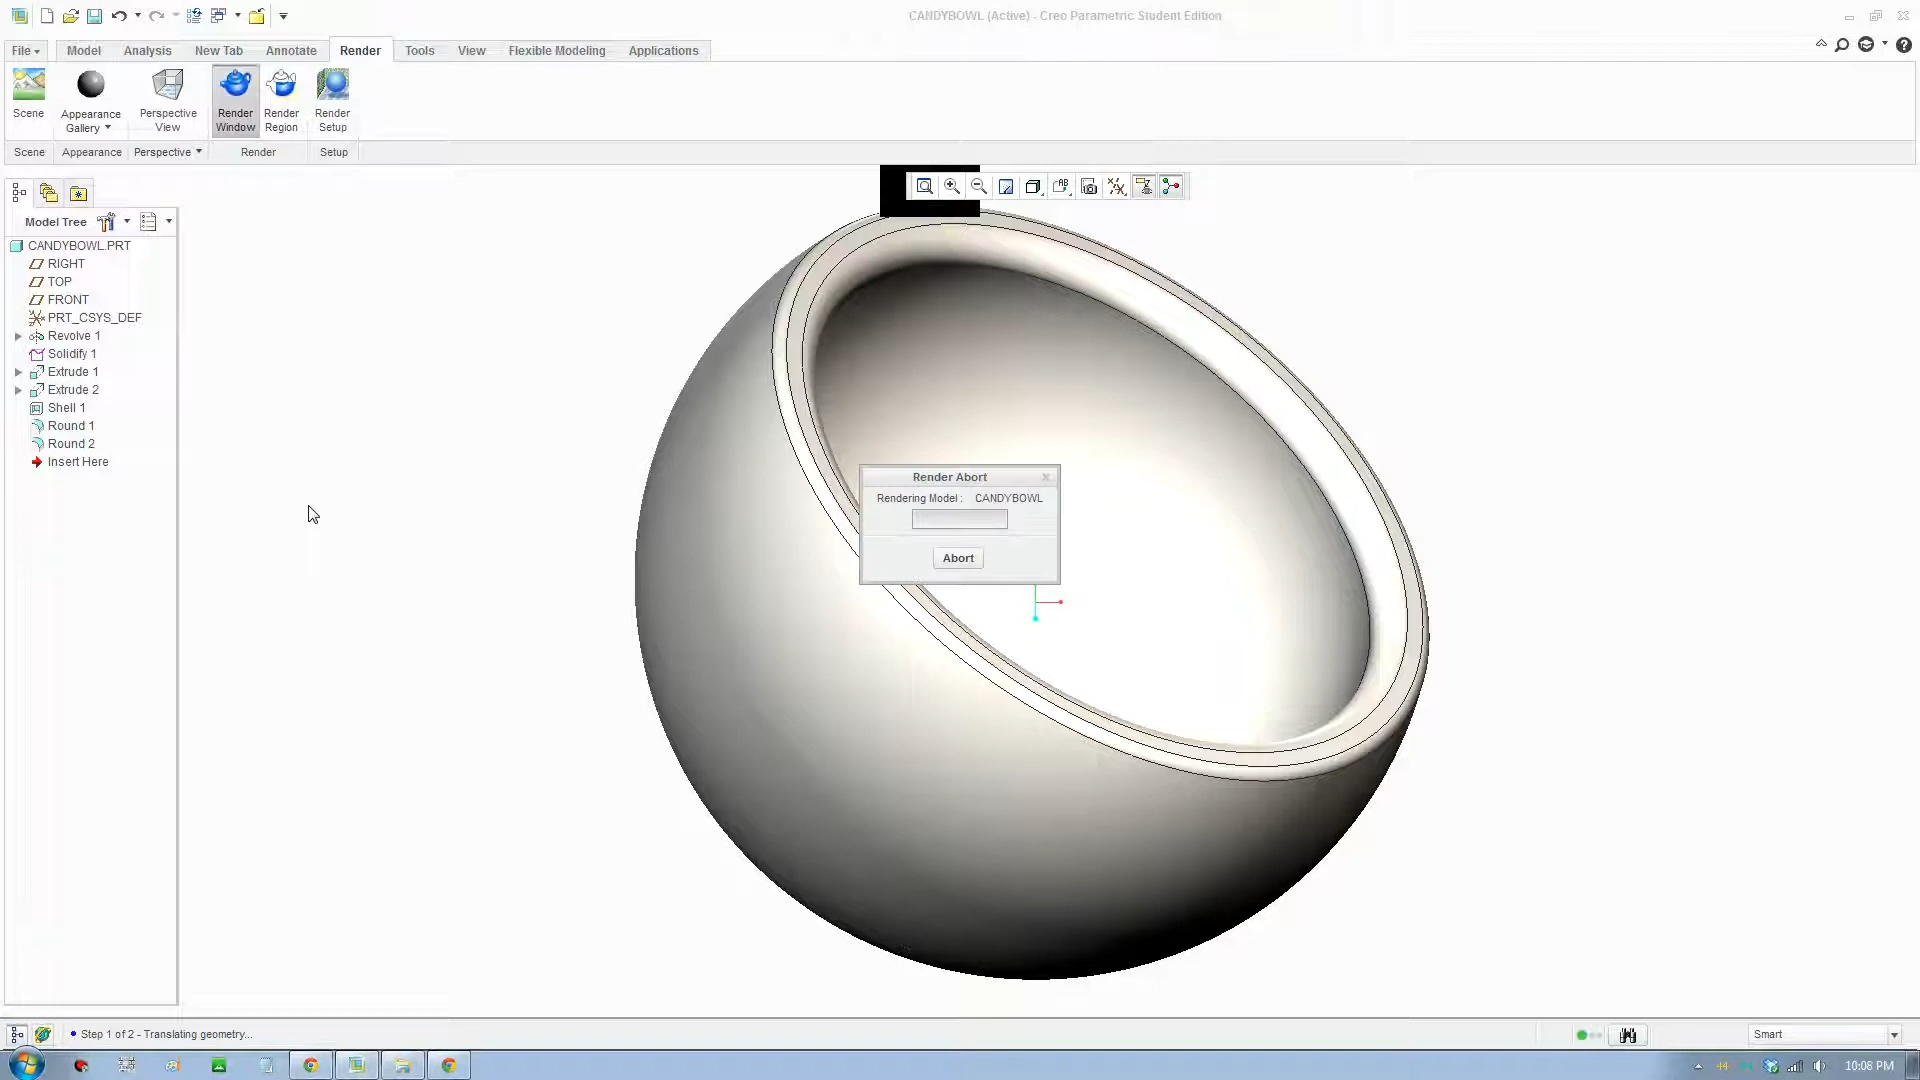 CANDYBOWL (Active) - Creo Parametric Student Edition
File Model Analysis New Tab Annotate Render Tools View Flexible Modeling Applications
Scene
Appearance Gallery
Perspective View
Render Window
Render Region
Render Setup
Scene Appearance Perspective Render Setup
Model Tree
CANDYBOWL.PRT
RIGHT
TOP
FRONT
PRT_CSYS_DEF
Revolve 1
Solidify 1
Extrude 1
Extrude 2
Shell 1
Round 1
Round 2
Insert Here
Render Abort
Rendering Model : CANDYBOWL
Abort
Step 1 of 2 - Translating geometry...
Smart
10:08 PM